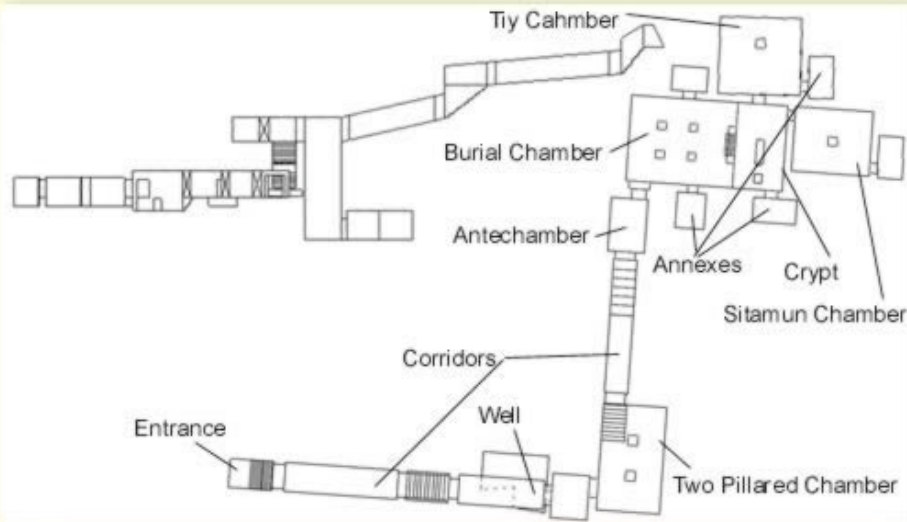 Tiy Cahmber
Burial Chamber
Antechamber
Annexes
Crypt
Sitamun Chamber
Corridors
Well
Entrance
Two Pillared Chamber